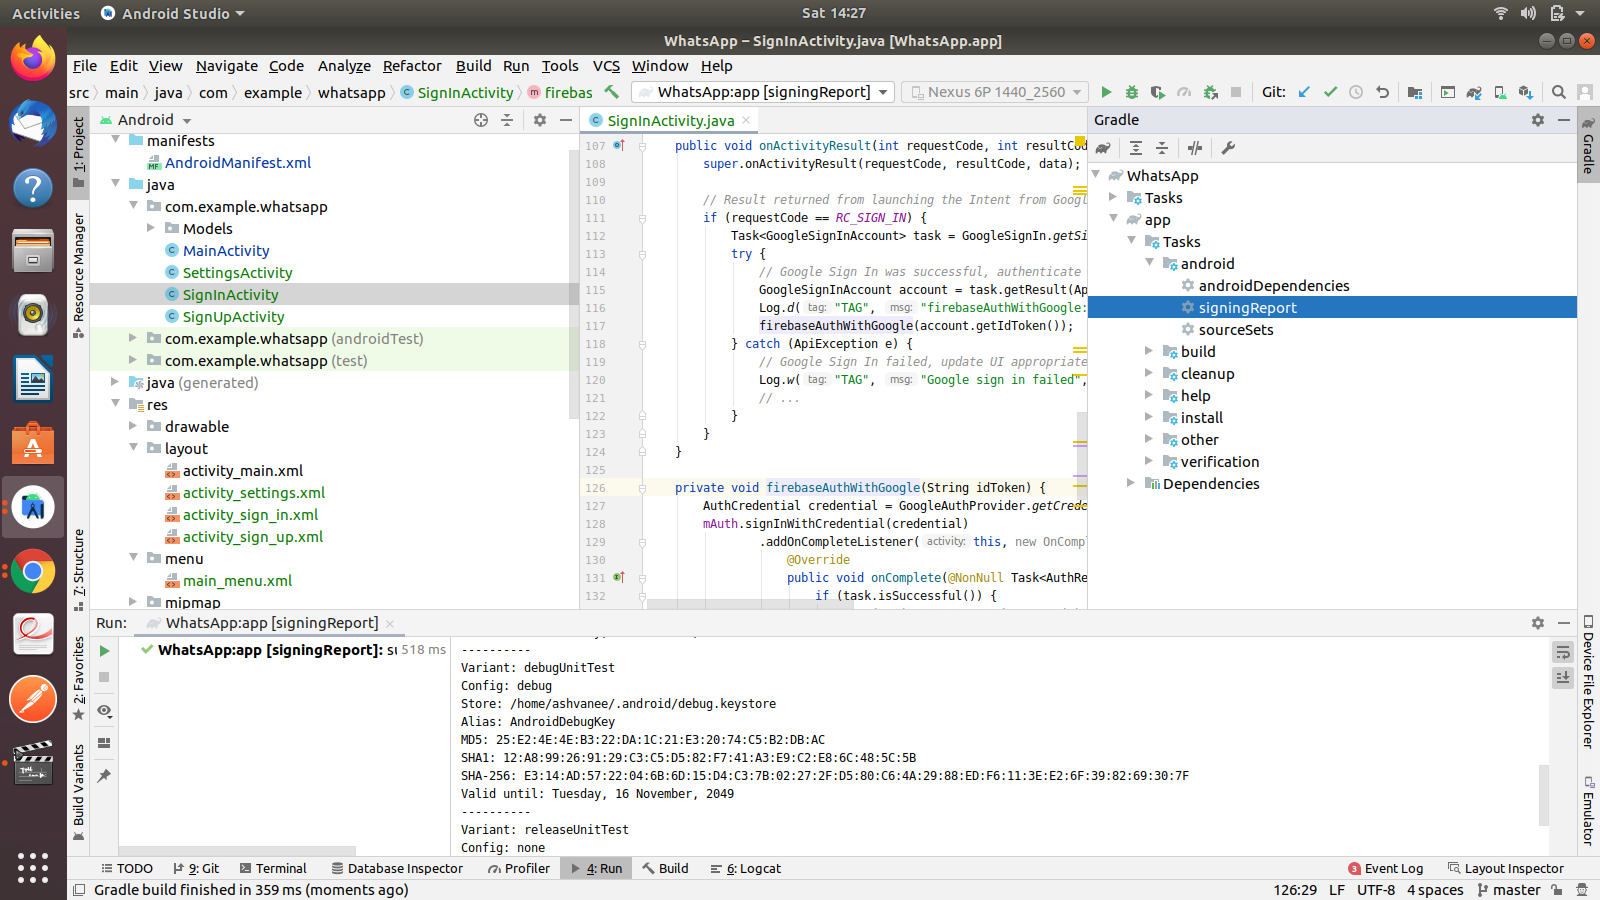 Activities
Android Studio
Sat 14:27
WhatsApp – SignInActivity.java [WhatsApp.app]
File Edit View Navigate Code Analyze Refactor Build Run Tools VCS Window Help
src main java com example whatsapp SignInActivity firebas
WhatsApp:app [signingReport]
Nexus 6P 1440_2560
Git:
1: Project
Resource Manager
7: Structure
2: Favorites
Build Variants
Android
manifests
AndroidManifest.xml
java
com.example.whatsapp
Models
MainActivity
SettingsActivity
SignInActivity
SignUpActivity
com.example.whatsapp (androidTest)
com.example.whatsapp (test)
java (generated)
res
drawable
layout
activity_main.xml
activity_settings.xml
activity_sign_in.xml
activity_sign_up.xml
menu
main_menu.xml
mipmap
SignInActivity.java
107 public void onActivityResult(int requestCode, int resultCod
108 super.onActivityResult(requestCode, resultCode, data);
109
110 // Result returned from launching the Intent from Googl
111 if (requestCode == RC_SIGN_IN) {
112 Task<GoogleSignInAccount> task = GoogleSignIn.getSi
113 try {
114 // Google Sign In was successful, authenticate
115 GoogleSignInAccount account = task.getResult(Ap
116 Log.d( tag: "TAG", msg: "firebaseAuthWithGoogle:
117 firebaseAuthWithGoogle(account.getIdToken());
118 } catch (ApiException e) {
119 // Google Sign In failed, update UI appropriate
120 Log.w( tag: "TAG", msg: "Google sign in failed",
121 // ...
122 }
123 }
124 }
125
126 private void firebaseAuthWithGoogle(String idToken) {
127 AuthCredential credential = GoogleAuthProvider.getCrede
128 mAuth.signInWithCredential(credential)
129 .addOnCompleteListener( activity: this, new OnCompl
130 @Override
131 public void onComplete(@NonNull Task<AuthRe
132 if (task.isSuccessful()) {
Gradle
WhatsApp
Tasks
app
Tasks
android
androidDependencies
signingReport
sourceSets
build
cleanup
help
install
other
verification
Dependencies
Gradle
Device File Explorer
Emulator
Run: WhatsApp:app [signingReport]
WhatsApp:app [signingReport]: su 518 ms
----------
Variant: debugUnitTest
Config: debug
Store: /home/ashvanee/.android/debug.keystore
Alias: AndroidDebugKey
MD5: 25:E2:4E:4E:B3:22:DA:1C:21:E3:20:74:C5:B2:DB:AC
SHA1: 12:A8:99:26:91:29:C3:C5:D5:82:F7:41:A3:E9:C2:E8:6C:48:5C:5B
SHA-256: E3:14:AD:57:22:04:6B:6D:15:D4:C3:7B:02:27:2F:D5:80:C6:4A:29:88:ED:F6:11:3E:E2:6F:39:82:69:30:7F
Valid until: Tuesday, 16 November, 2049
----------
Variant: releaseUnitTest
Config: none
TODO 9: Git Terminal Database Inspector Profiler 4: Run Build 6: Logcat 3 Event Log Layout Inspector
Gradle build finished in 359 ms (moments ago)
126:29 LF UTF-8 4 spaces master